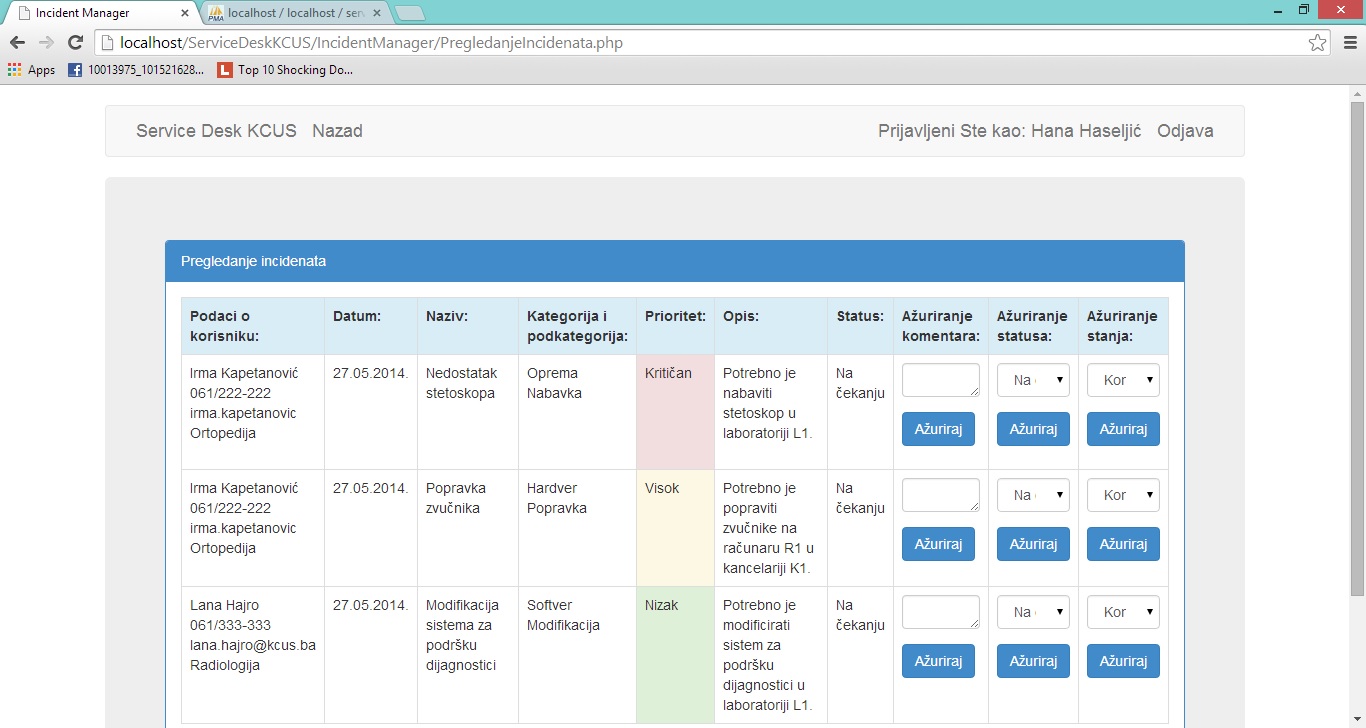 Incident Manager
localhost / localhost / ser
localhost/ServiceDeskKCUS/IncidentManager/PregledanjeIncidenata.php
Apps
10013975_101521628...
Top 10 Shocking Do...
Service Desk KCUS Nazad
Prijavljeni Ste kao: Hana Haseljić Odjava
Pregledanje incidenata
Podaci o
korisniku:
Datum:
Naziv:
Kategorija i
podkategorija:
Prioritet:
Opis:
Status:
Ažuriranje
komentara:
Ažuriranje
statusa:
Ažuriranje
stanja:
Irma Kapetanović
061/222-222
irma.kapetanovic
Ortopedija
27.05.2014.
Nedostatak
stetoskopa
Oprema
Nabavka
Kritičan
Potrebno je
nabaviti
stetoskop u
laboratoriji L1.
Na
čekanju
Ažuriraj
Na
Ažuriraj
Kor
Ažuriraj
Irma Kapetanović
061/222-222
irma.kapetanovic
Ortopedija
27.05.2014.
Popravka
zvučnika
Hardver
Popravka
Visok
Potrebno je
popraviti
zvučnike na
računaru R1 u
kancelariji K1.
Na
čekanju
Ažuriraj
Na
Ažuriraj
Kor
Ažuriraj
Lana Hajro
061/333-333
lana.hajro@kcus.ba
Radiologija
27.05.2014.
Modifikacija
sistema za
podršku
dijagnostici
Softver
Modifikacija
Nizak
Potrebno je
modificirati
sistem za
podršku
dijagnostici u
laboratoriji L1.
Na
čekanju
Ažuriraj
Na
Ažuriraj
Kor
Ažuriraj